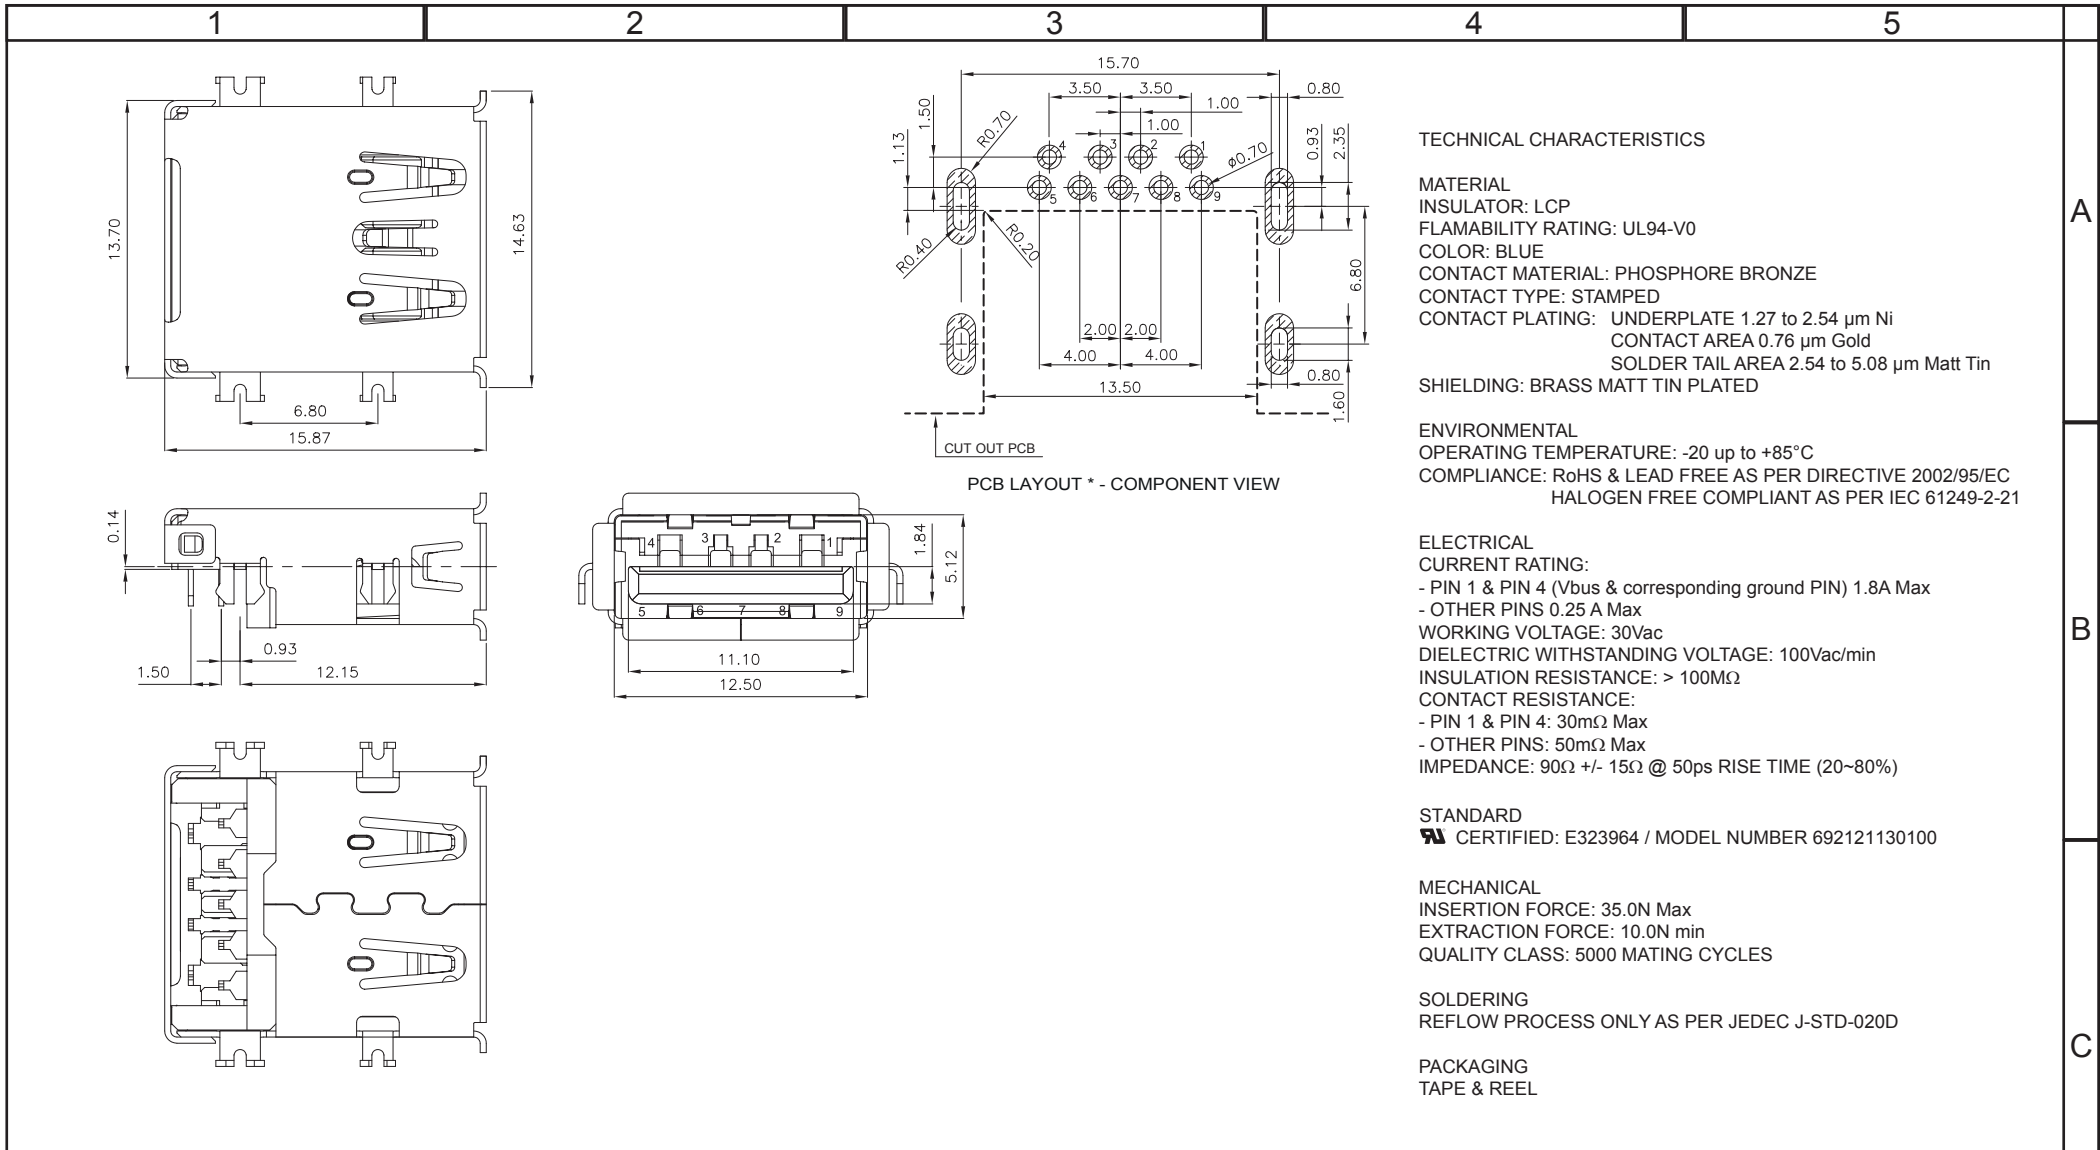 1 2 3 4 5
A
B
C
13.70
14.63
6.80
15.87
15.70
3.50 3.50 0.80
1.00
1.00
1.50
1.13
R0.70
ø0.70
0.93
2.35
4 3 2 1
5 6 7 8 9
R0.40
R0.20
6.80
2.00 2.00
4.00 4.00
13.50
0.80
1.60
CUT OUT PCB
PCB LAYOUT * - COMPONENT VIEW
0.14
0.93
1.50
12.15
4 3 2 1
5 6 7 8 9
1.84
5.12
11.10
12.50
TECHNICAL CHARACTERISTICS
MATERIAL
INSULATOR: LCP
FLAMABILITY RATING: UL94-V0
COLOR: BLUE
CONTACT MATERIAL: PHOSPHORE BRONZE
CONTACT TYPE: STAMPED
CONTACT PLATING: UNDERPLATE 1.27 to 2.54 µm Ni
CONTACT AREA 0.76 µm Gold
SOLDER TAIL AREA 2.54 to 5.08 µm Matt Tin
SHIELDING: BRASS MATT TIN PLATED
ENVIRONMENTAL
OPERATING TEMPERATURE: -20 up to +85°C
COMPLIANCE: RoHS & LEAD FREE AS PER DIRECTIVE 2002/95/EC
HALOGEN FREE COMPLIANT AS PER IEC 61249-2-21
ELECTRICAL
CURRENT RATING:
- PIN 1 & PIN 4 (Vbus & corresponding ground PIN) 1.8A Max
- OTHER PINS 0.25 A Max
WORKING VOLTAGE: 30Vac
DIELECTRIC WITHSTANDING VOLTAGE: 100Vac/min
INSULATION RESISTANCE: > 100MΩ
CONTACT RESISTANCE:
- PIN 1 & PIN 4: 30mΩ Max
- OTHER PINS: 50mΩ Max
IMPEDANCE: 90Ω +/- 15Ω @ 50ps RISE TIME (20~80%)
STANDARD
CERTIFIED: E323964 / MODEL NUMBER 692121130100
MECHANICAL
INSERTION FORCE: 35.0N Max
EXTRACTION FORCE: 10.0N min
QUALITY CLASS: 5000 MATING CYCLES
SOLDERING
REFLOW PROCESS ONLY AS PER JEDEC J-STD-020D
PACKAGING
TAPE & REEL